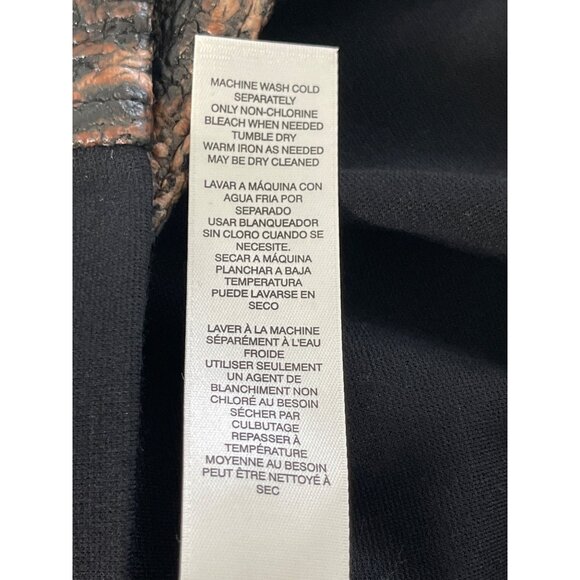 MACHINE WASH COLD
SEPARATELY
ONLY NON-CHLORINE
BLEACH WHEN NEEDED
TUMBLE DRY
WARM IRON AS NEEDED
MAY BE DRY CLEANED
LAVAR A MÁQUINA CON
AGUA FRIA POR
SEPARADO
USAR BLANQUEADOR
SIN CLORO CUANDO SE
NECESITE.
SECAR A MÁQUINA
PLANCHAR A BAJA
TEMPERATURA
PUEDE LAVARSE EN
SECO
LAVER À LA MACHINE
SÉPARÉMENT À L'EAU
FROIDE
UTILISER SEULEMENT
UN AGENT DE
BLANCHIMENT NON
CHLORÉ AU BESOIN
SÉCHER PAR
CULBUTAGE
REPASSER À
TEMPÉRATURE
MOYENNE AU BESOIN
PEUT ÊTRE NETTOYÉ À
SEC